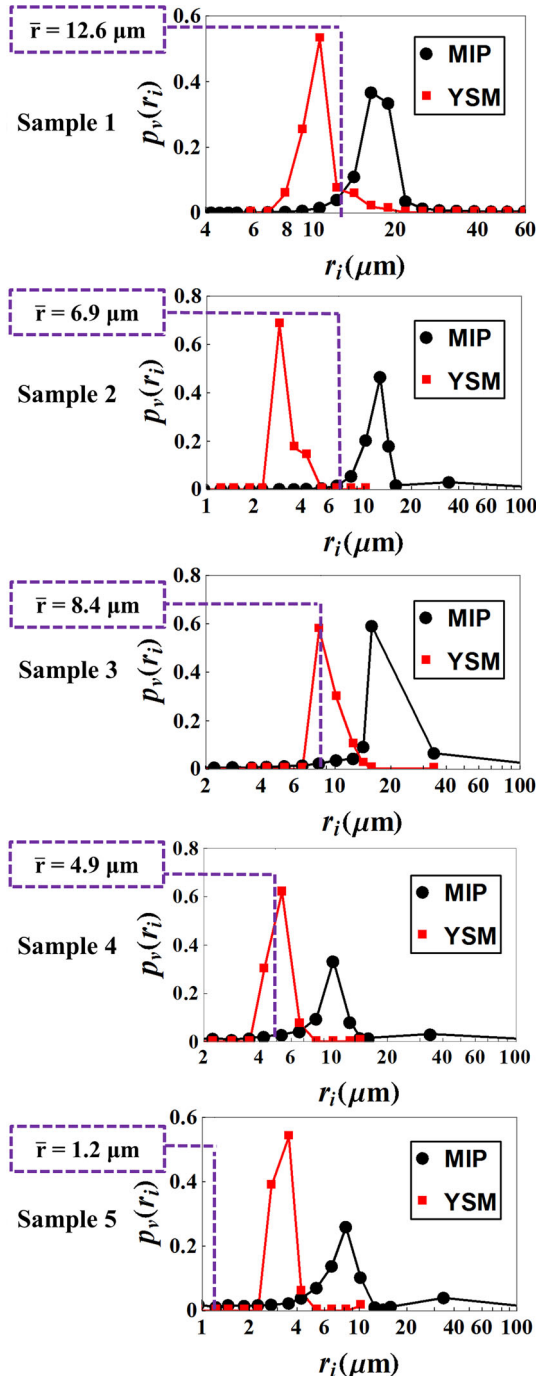 r̄ = 12.6 μm
Sample 1
p_v(r_i)
0.6
0.4
0.2
0
MIP
YSM
4 6 8 10 20 40 60
r_i(μm)
r̄ = 6.9 μm
Sample 2
p_v(r_i)
0.8
0.6
0.4
0.2
0
MIP
YSM
1 2 4 6 10 20 40 60 100
r_i(μm)
r̄ = 8.4 μm
Sample 3
p_v(r_i)
0.8
0.6
0.4
0.2
0
MIP
YSM
2 4 6 10 20 40 60 100
r_i(μm)
r̄ = 4.9 μm
Sample 4
p_v(r_i)
0.8
0.6
0.4
0.2
0
MIP
YSM
2 4 6 10 20 40 60 100
r_i(μm)
r̄ = 1.2 μm
Sample 5
p_v(r_i)
0.6
0.4
0.2
0
MIP
YSM
1 2 4 6 10 20 40 60 100
r_i(μm)